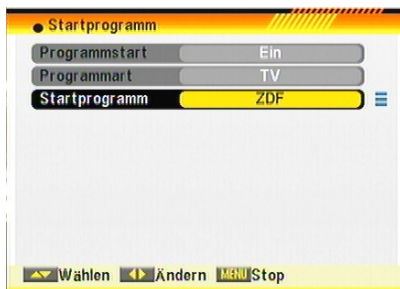 Startprogramm
Programmstart Ein
Programmart TV
Startprogramm ZDF
Wählen Ändern MENU Stop